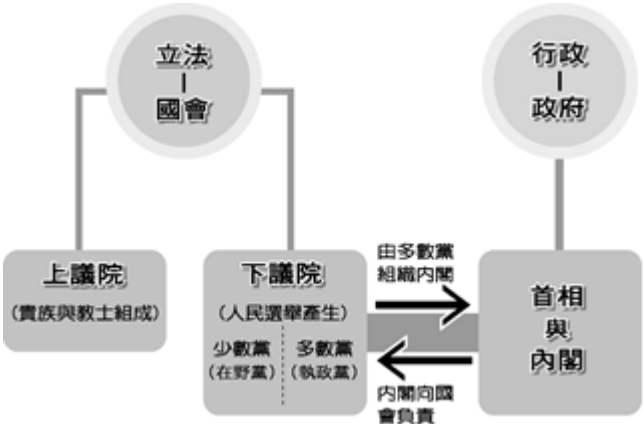 立法
國會
行政
政府
上議院
(貴族與教士組成)
下議院
(人民選舉產生)
少數黨
(在野黨)
多數黨
(執政黨)
由多數黨
組織內閣
內閣向國
會負責
首相
與
內閣